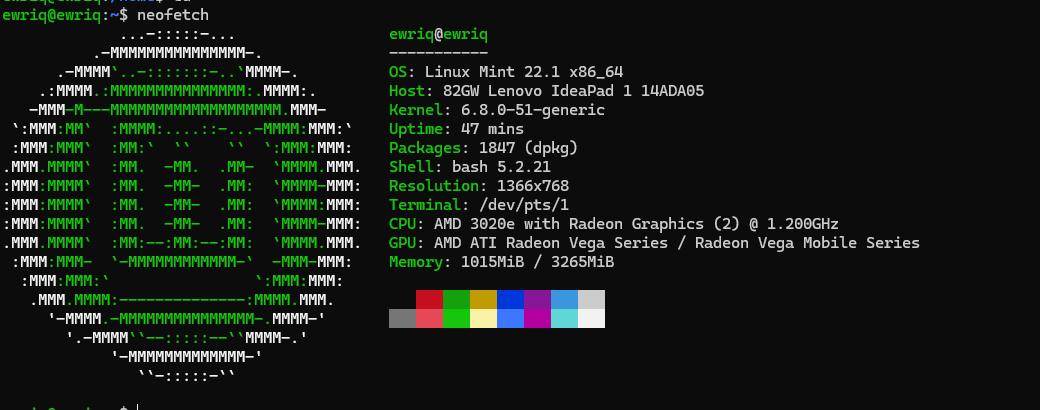 ewriq@ewriq:~$ neofetch
ewriq@ewriq
-----------
OS: Linux Mint 22.1 x86_64
Host: 82GW Lenovo IdeaPad 1 14ADA05
Kernel: 6.8.0-51-generic
Uptime: 47 mins
Packages: 1847 (dpkg)
Shell: bash 5.2.21
Resolution: 1366x768
Terminal: /dev/pts/1
CPU: AMD 3020e with Radeon Graphics (2) @ 1.200GHz
GPU: AMD ATI Radeon Vega Series / Radeon Vega Mobile Series
Memory: 1015MiB / 3265MiB